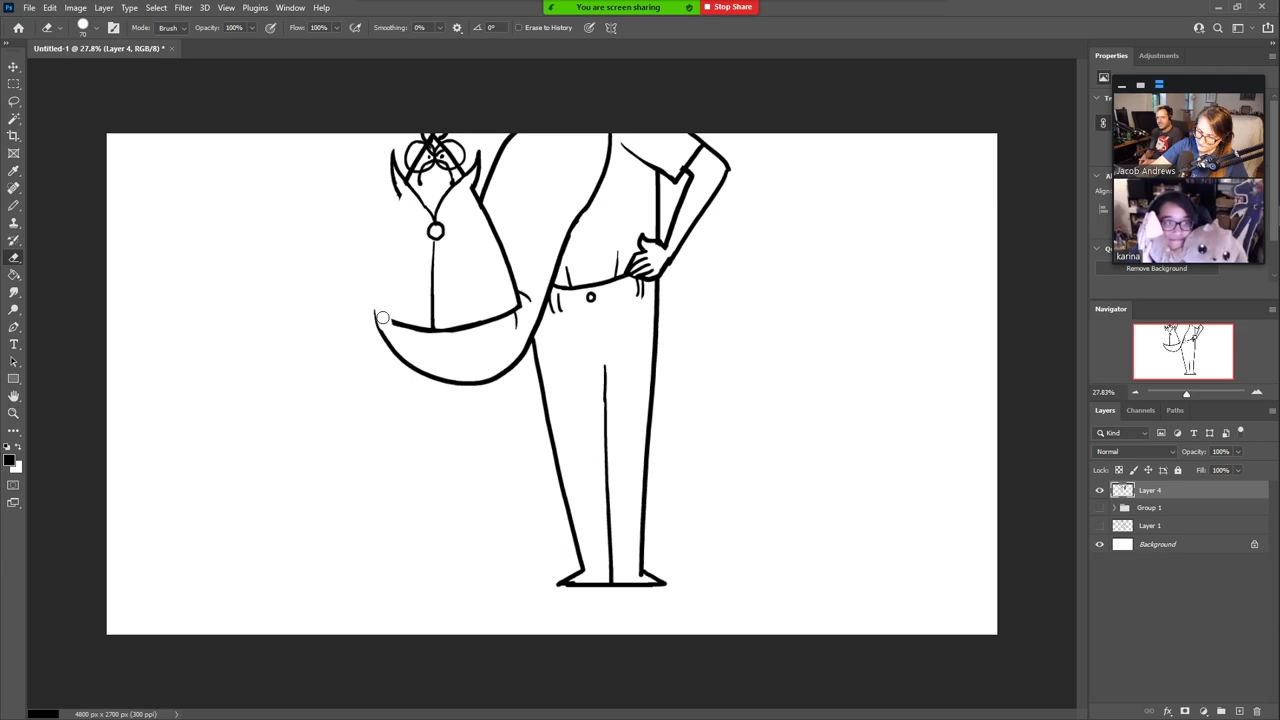 Ps File Edit Image Layer Type Select Filter 3D View Plugins Window Help
You are screen sharing Stop Share
70 Mode: Brush Opacity: 100% Flow: 100% Smoothing: 0% 0° Erase to History
Untitled-1 @ 27.8% (Layer 4, RGB/8) *
Properties Adjustments
Jacob Andrews
karina
Remove Background
Navigator
27.83%
Layers Channels Paths
Kind
Normal Opacity: 100%
Lock: Fill: 100%
Layer 4
Group 1
Layer 1
Background
4800 px x 2700 px (300 ppi)